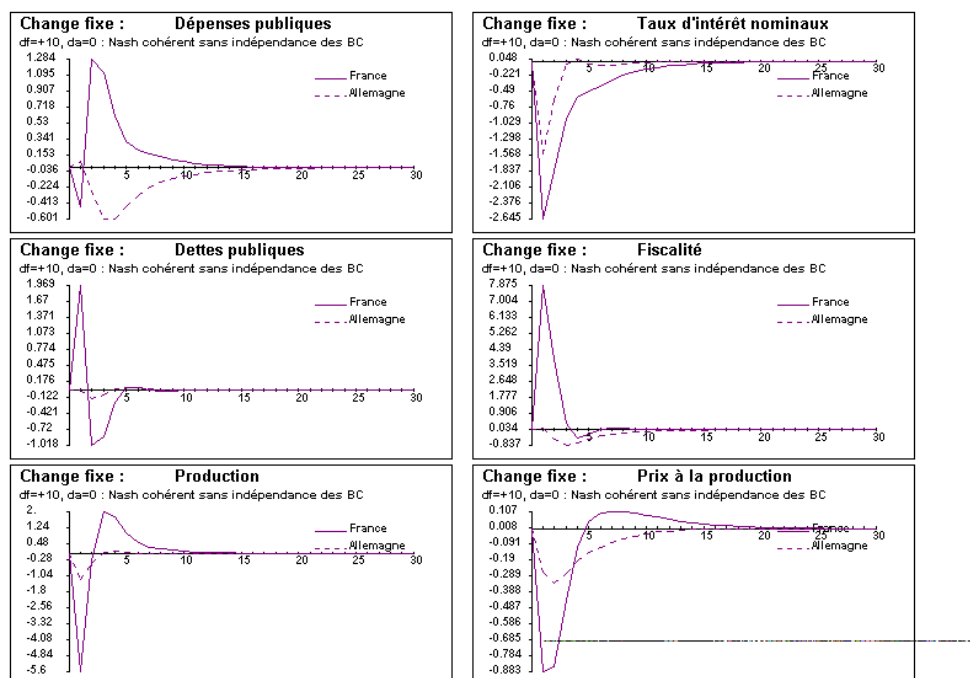 Change fixe : Dépenses publiques
df=+10, da=0 : Nash cohérent sans indépendance des BC
1.284
1.095
0.907
0.718
0.53
0.341
0.153
-0.036
-0.224
-0.413
-0.601
5 10 15 20 25 30
France
Allemagne
Change fixe : Taux d'intérêt nominaux
df=+10, da=0 : Nash cohérent sans indépendance des BC
0.048
-0.221
-0.49
-0.76
-1.029
-1.298
-1.568
-1.837
-2.106
-2.376
-2.645
5 10 15 20 25 30
France
Allemagne
Change fixe : Dettes publiques
df=+10, da=0 : Nash cohérent sans indépendance des BC
1.969
1.67
1.371
1.073
0.774
0.475
0.176
-0.122
-0.421
-0.72
-1.018
5 10 15 20 25 30
France
Allemagne
Change fixe : Fiscalité
df=+10, da=0 : Nash cohérent sans indépendance des BC
7.875
7.004
6.133
5.262
4.39
3.519
2.648
1.777
0.906
0.034
-0.837
5 10 15 20 25 30
France
Allemagne
Change fixe : Production
df=+10, da=0 : Nash cohérent sans indépendance des BC
2.
1.24
0.48
-0.28
-1.04
-1.8
-2.56
-3.32
-4.08
-4.84
-5.6
5 10 15 20 25 30
France
Allemagne
Change fixe : Prix à la production
df=+10, da=0 : Nash cohérent sans indépendance des BC
0.107
0.008
-0.091
-0.19
-0.289
-0.388
-0.487
-0.586
-0.685
-0.784
-0.883
5 10 15 20 25 30
France
Allemagne